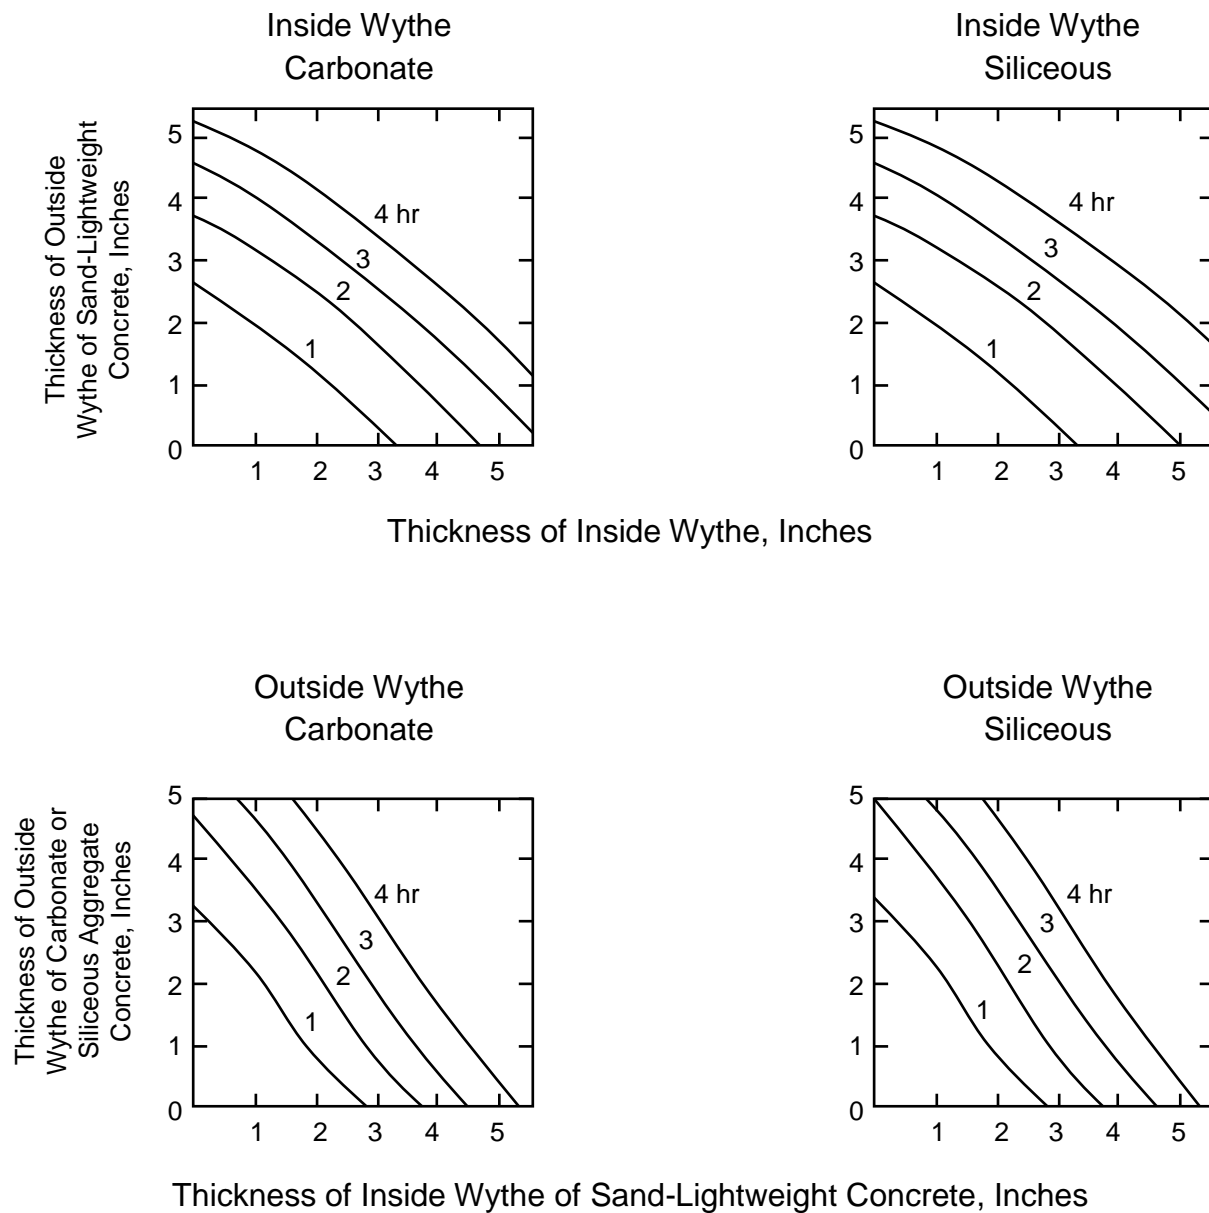 Inside Wythe
Carbonate
Thickness of Outside
Wythe of Sand-Lightweight
Concrete, Inches
5
4
3
2
1
0
4 hr
3
2
1
1 2 3 4 5
Inside Wythe
Siliceous
5
4
3
2
1
0
4 hr
3
2
1
1 2 3 4 5
Thickness of Inside Wythe, Inches
Outside Wythe
Carbonate
Thickness of Outside
Wythe of Carbonate or
Siliceous Aggregate
Concrete, Inches
5
4
3
2
1
0
4 hr
3
2
1
1 2 3 4 5
Outside Wythe
Siliceous
5
4
3
2
1
0
4 hr
3
2
1
1 2 3 4 5
Thickness of Inside Wythe of Sand-Lightweight Concrete, Inches